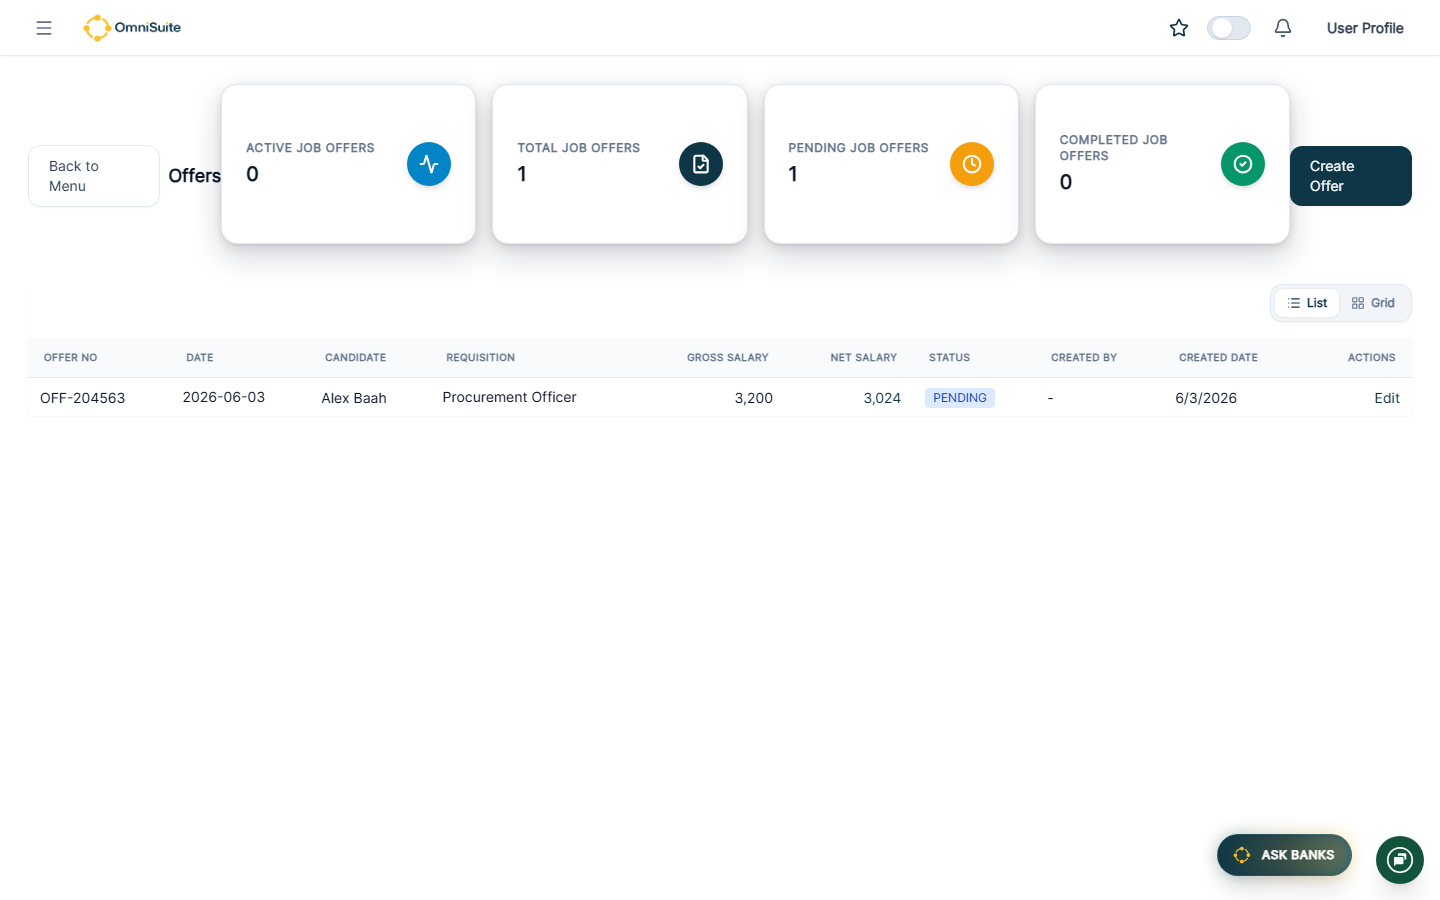 OmniSuite
User Profile
Back to
Menu
Offers
ACTIVE JOB OFFERS
0
TOTAL JOB OFFERS
1
PENDING JOB OFFERS
1
COMPLETED JOB
OFFERS
0
Create
Offer
List
Grid
OFFER NO DATE CANDIDATE REQUISITION GROSS SALARY NET SALARY STATUS CREATED BY CREATED DATE ACTIONS
OFF-204563 2026-06-03 Alex Baah Procurement Officer 3,200 3,024 PENDING - 6/3/2026 Edit
ASK BANKS